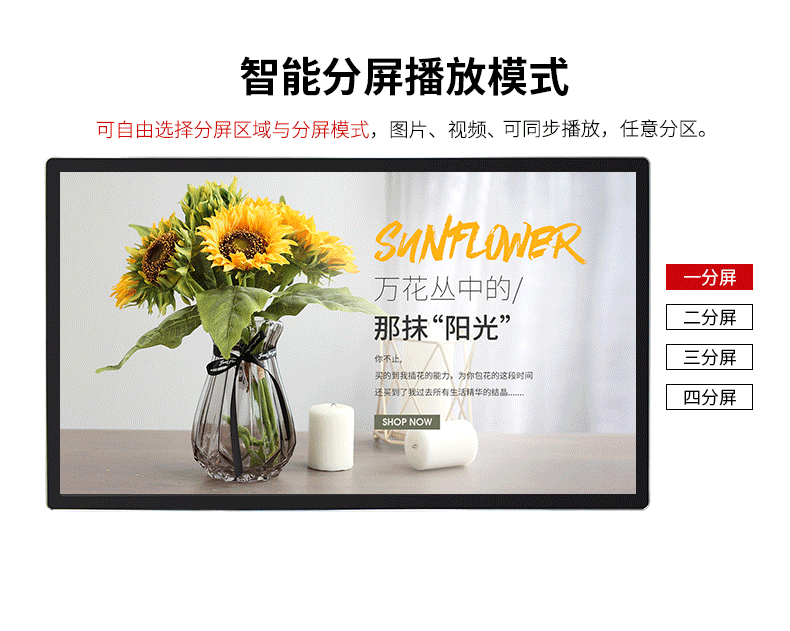 智能分屏播放模式
可自由选择分屏区域与分屏模式，图片、视频、可同步播放，任意分区。
SUNFLOWER
万花丛中的/
那抹“阳光”
你不止,
买的到我插花的能力，为你包花的这段时间
还买到了我过去所有生活精华的结晶.......
SHOP NOW
一分屏
二分屏
三分屏
四分屏